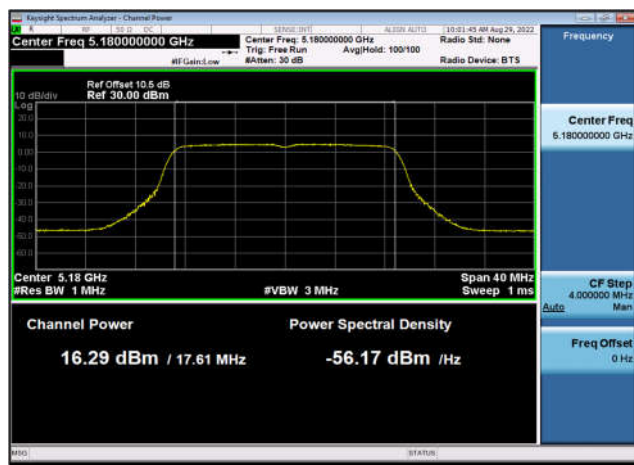 Keysight Spectrum Analyzer - Channel Power
RF 50 Ω DC SENSE:INT ALIGN AUTO 10:01:45 AM Aug 29, 2022
Center Freq 5.180000000 GHz
Center Freq: 5.180000000 GHz
Radio Std: None
Trig: Free Run Avg|Hold: 100/100
#IFGain:Low
#Atten: 30 dB
Radio Device: BTS
Frequency
Ref Offset 10.5 dB
10 dB/div Ref 30.00 dBm
Log
20.0
10.0
0.00
-10.0
-20.0
-30.0
-40.0
-50.0
-60.0
Center 5.18 GHz
Span 40 MHz
#Res BW 1 MHz
#VBW 3 MHz
Sweep 1 ms
Channel Power
Power Spectral Density
16.29 dBm / 17.61 MHz
-56.17 dBm /Hz
Center Freq
5.180000000 GHz
CF Step
4.000000 MHz
Auto Man
Freq Offset
0 Hz
MSG
STATUS